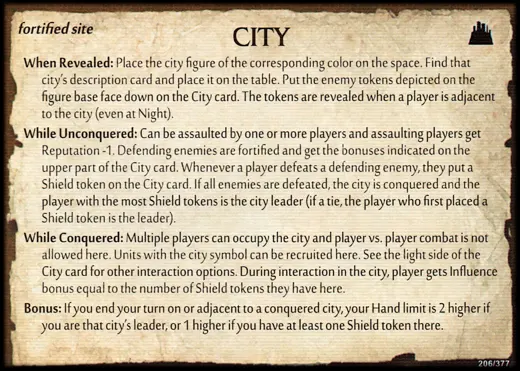 fortified site
CITY
When Revealed: Place the city figure of the corresponding color on the space. Find that
city's description card and place it on the table. Put the enemy tokens depicted on the
figure base face down on the City card. The tokens are revealed when a player is adjacent
to the city (even at Night).
While Unconquered: Can be assaulted by one or more players and assaulting players get
Reputation -1. Defending enemies are fortified and get the bonuses indicated on the
upper part of the City card. Whenever a player defeats a defending enemy, they put a
Shield token on the City card. If all enemies are defeated, the city is conquered and the
player with the most Shield tokens is the city leader (if a tie, the player who first placed a
Shield token is the leader).
While Conquered: Multiple players can occupy the city and player vs. player combat is not
allowed here. Units with the city symbol can be recruited here. See the light side of the
City card for other interaction options. During interaction in the city, player gets Influence
bonus equal to the number of Shield tokens they have here.
Bonus: If you end your turn on or adjacent to a conquered city, your Hand limit is 2 higher if
you are that city's leader, or 1 higher if you have at least one Shield token there.
206/377